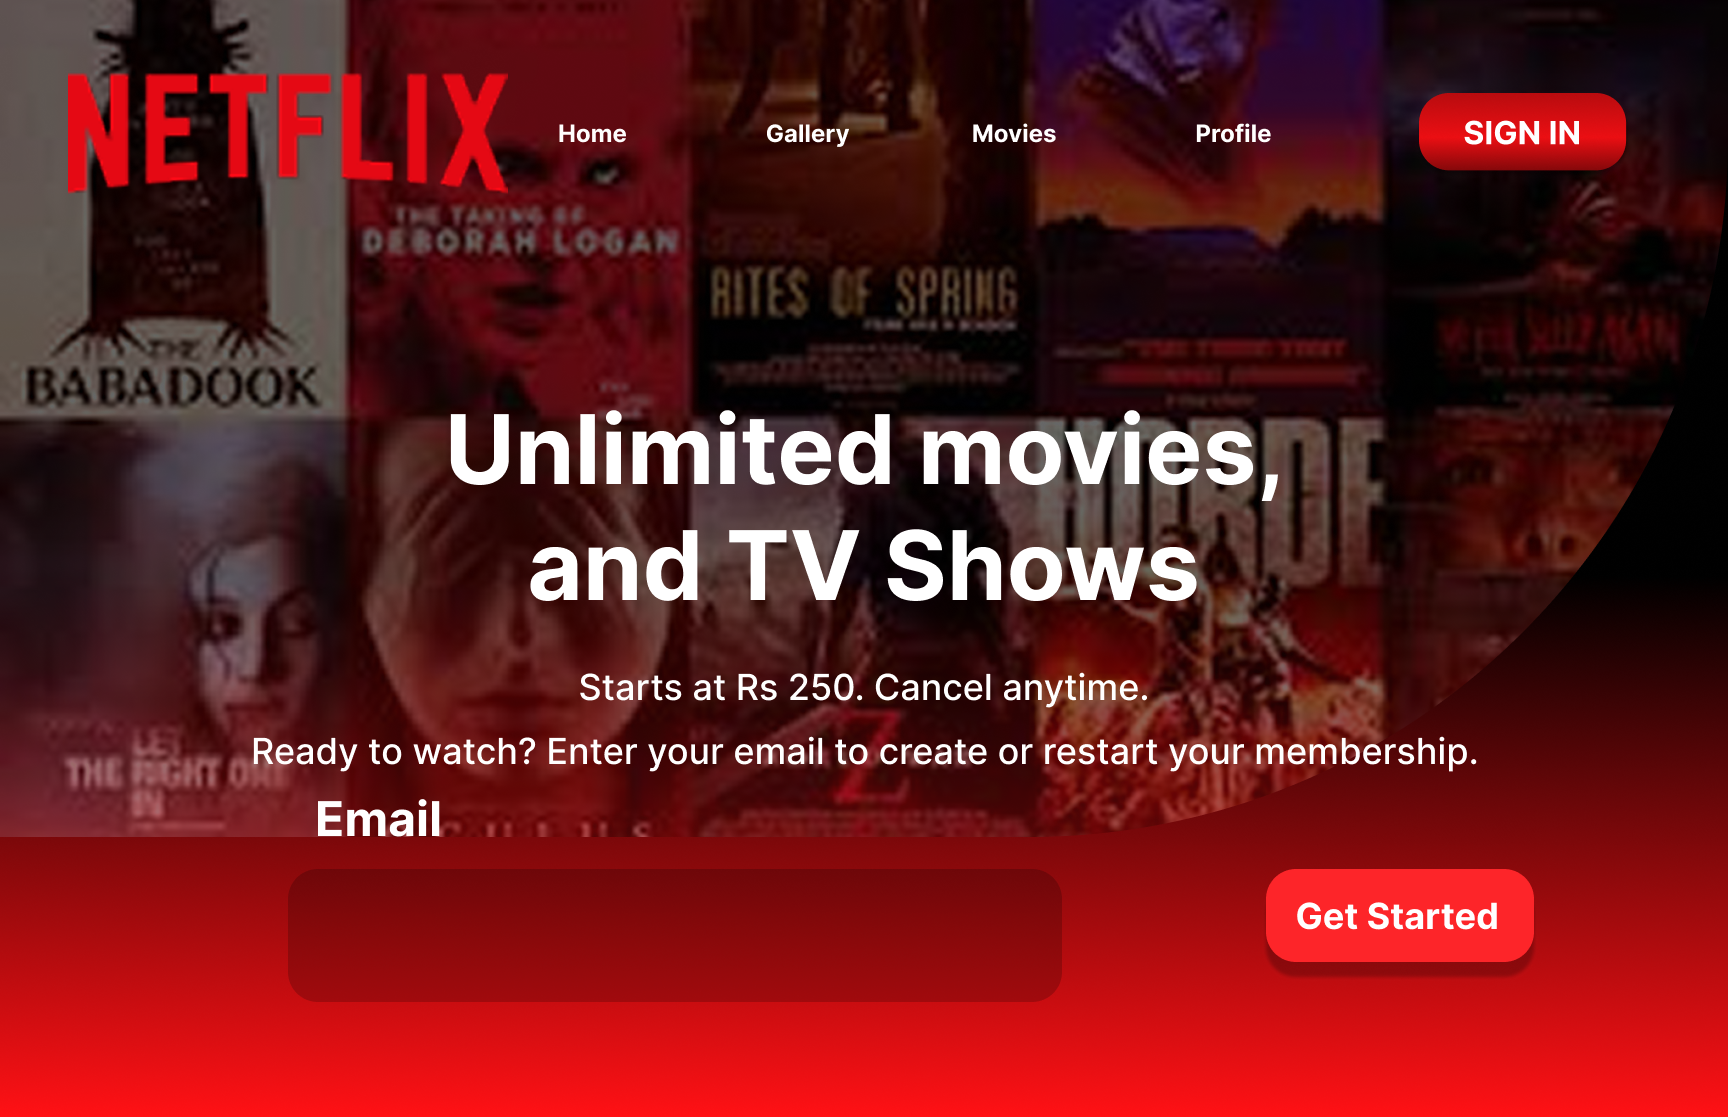 NETFLIX
Home
Gallery
Movies
Profile
SIGN IN
THE TAKING OF
DEBORAH LOGAN
RITES OF SPRING
THE
BABADOOK
HORDE
Unlimited movies,
and TV Shows
Starts at Rs 250. Cancel anytime.
Ready to watch? Enter your email to create or restart your membership.
LET
THE RIGHT ONE
IN
Z
Email
Get Started